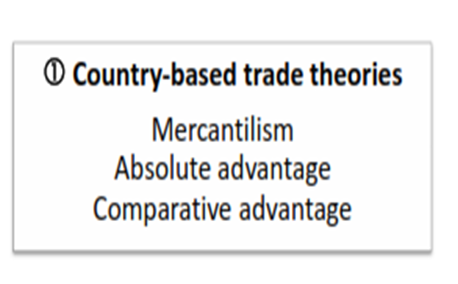 ① Country-based trade theories
Mercantilism
Absolute advantage
Comparative advantage